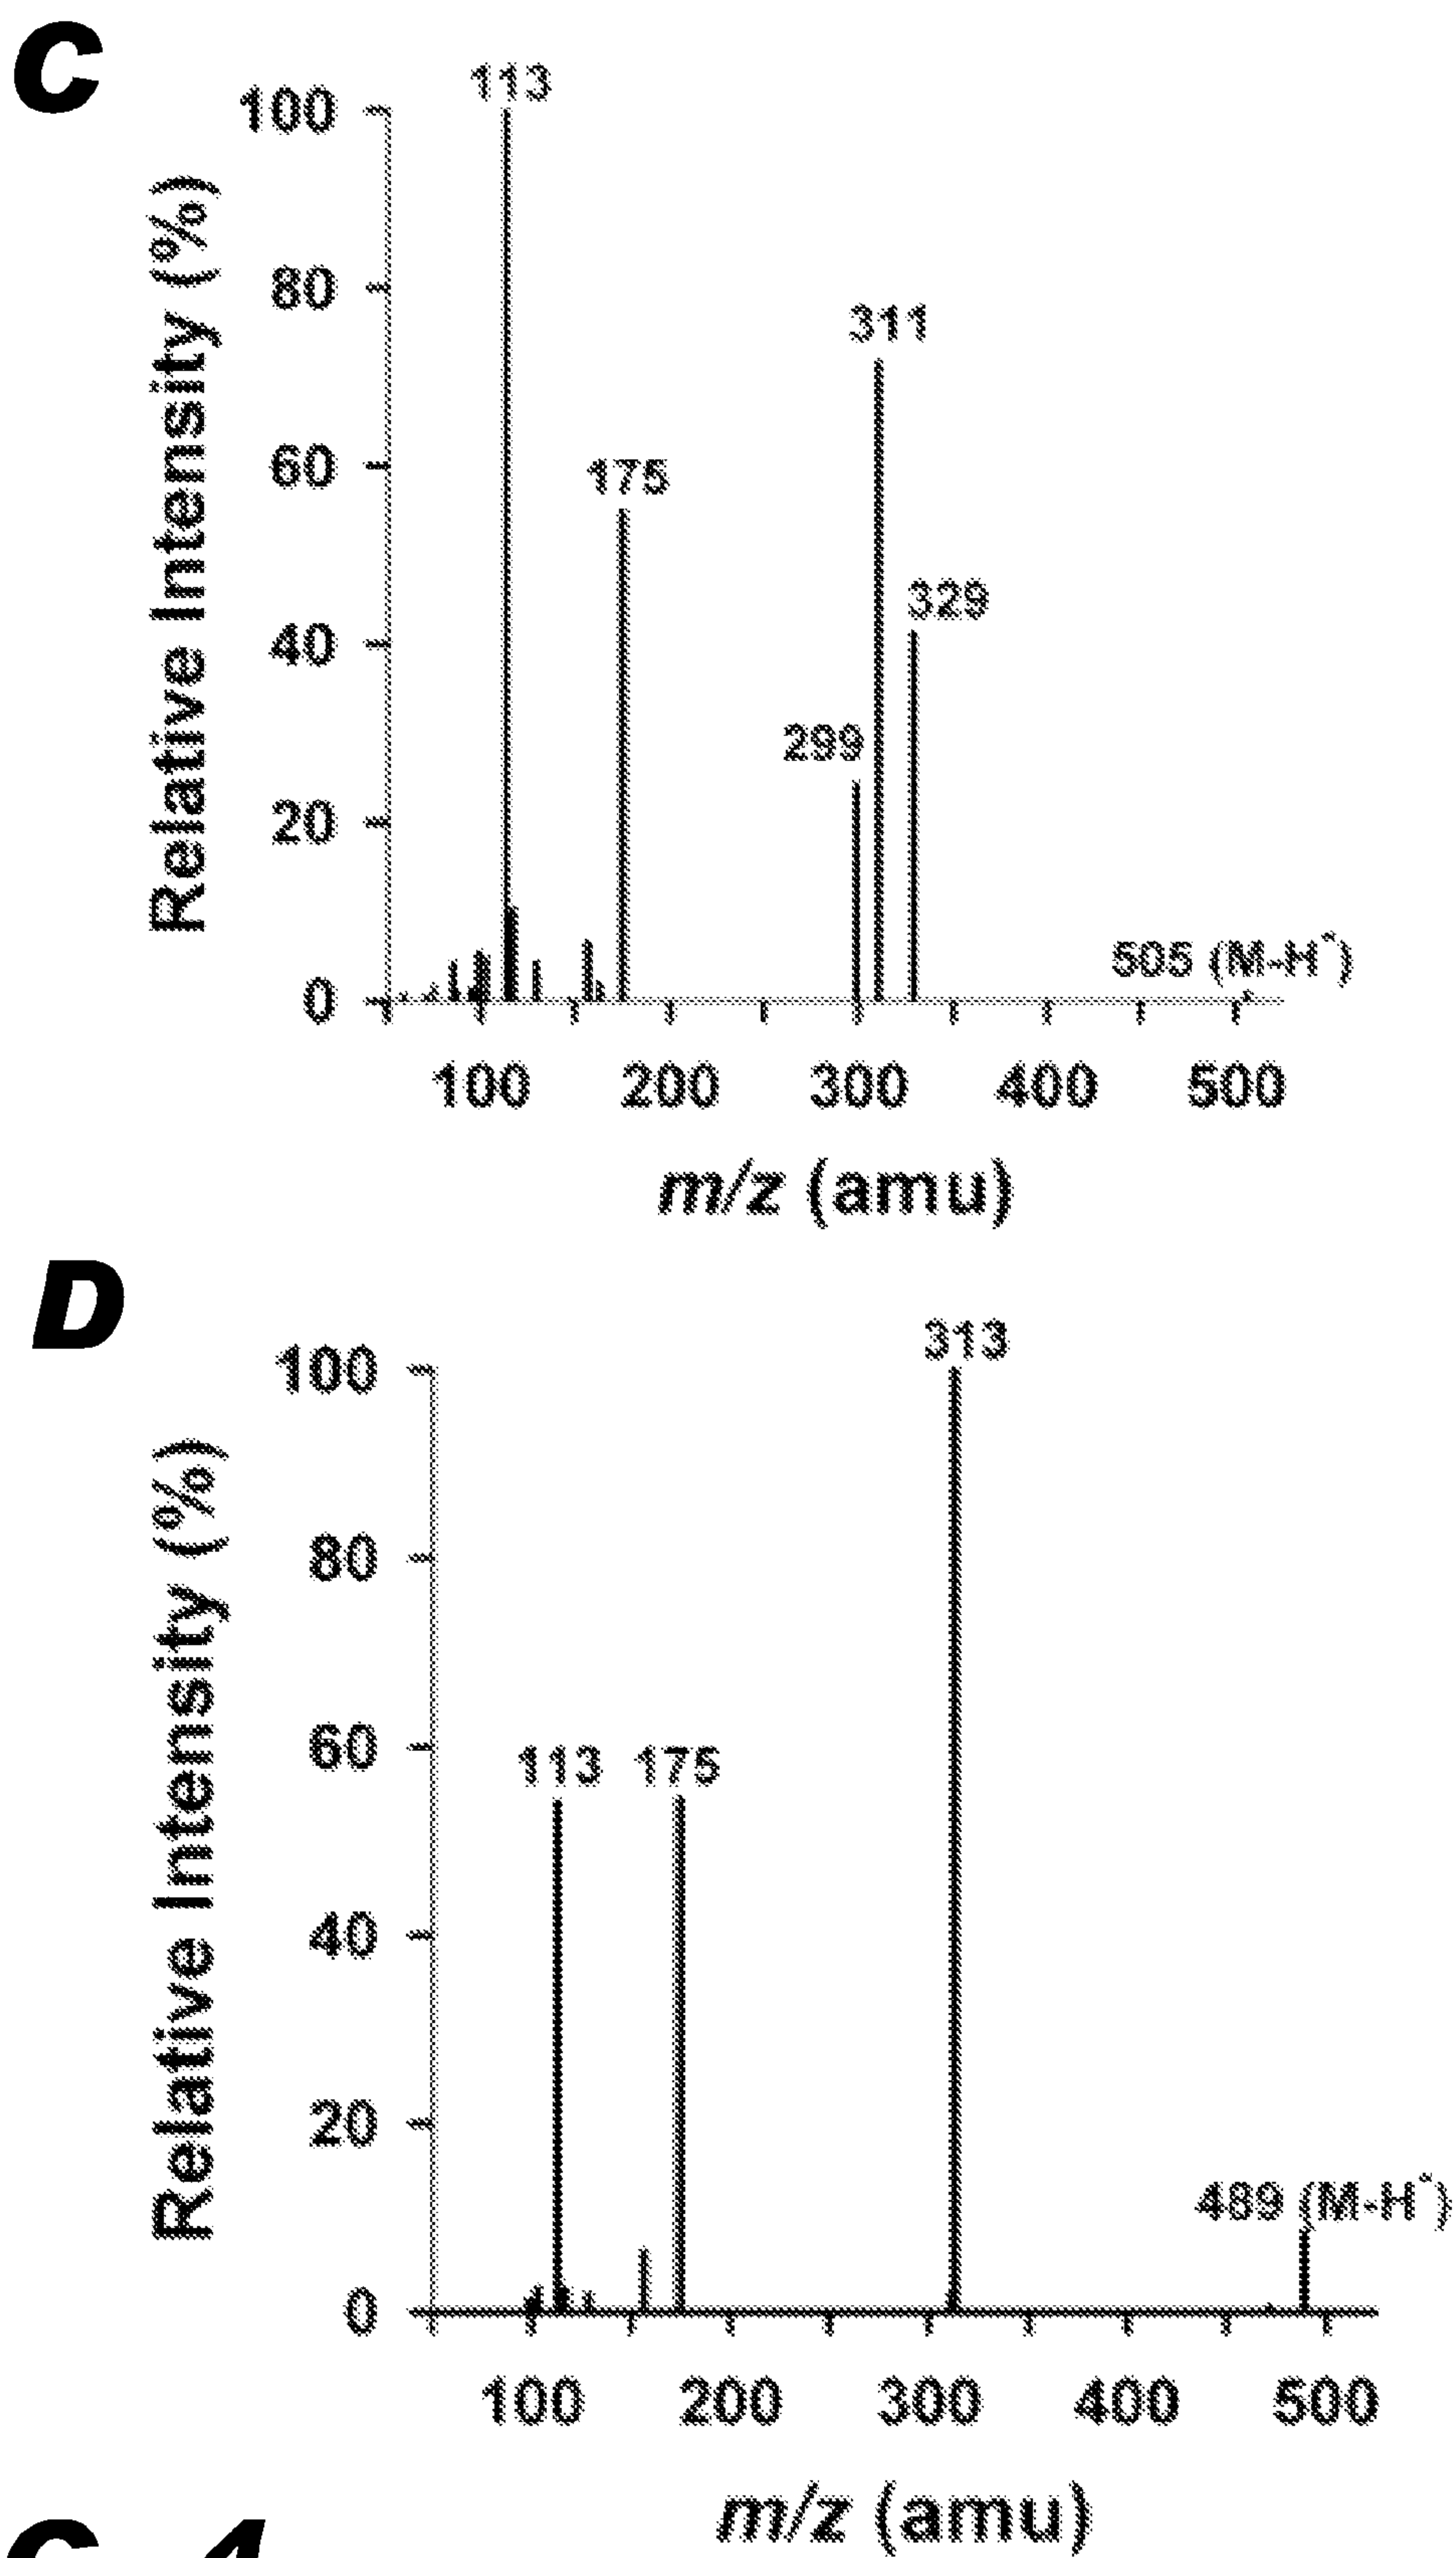 C
113
100
Relative Intensity (%)
80
311
60
175
40
329
299
20
505 (M-H⁻)
0
100 200 300 400 500
m/z (amu)
D
313
100
Relative Intensity (%)
80
60
113 175
40
20
489 (M-H⁻)
0
100 200 300 400 500
m/z (amu)